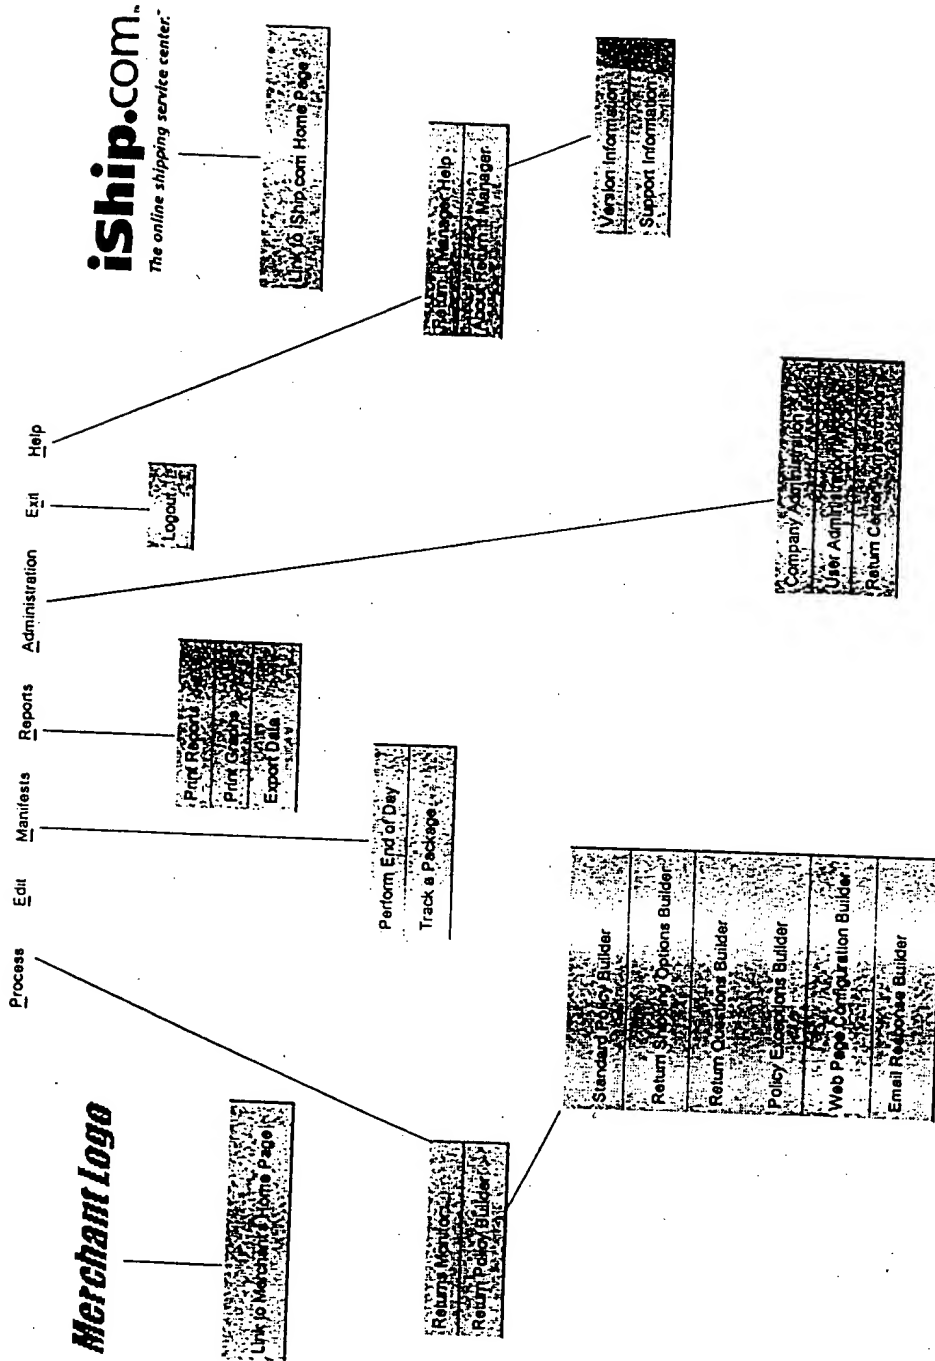 Merchant Logo
Link to Merchant's Home Page
Process
Edit
Manifests
Reports
Administration
Exit
Help
iShip.com™
The online shipping service center.™
Link to iShip.com Home Page
Logout
Print Reports
Print Graphs
Export Data
Perform End of Day
Track a Package
Returns Monitor
Return Policy Builder
Return It Manager Help
About Return It Manager
Version Information
Support Information
Company Administration
User Administration
Return Center Administration
Standard Policy Builder
Return Shipping Options Builder
Return Questions Builder
Policy Exceptions Builder
Web Page Configuration Builder
Email Response Builder